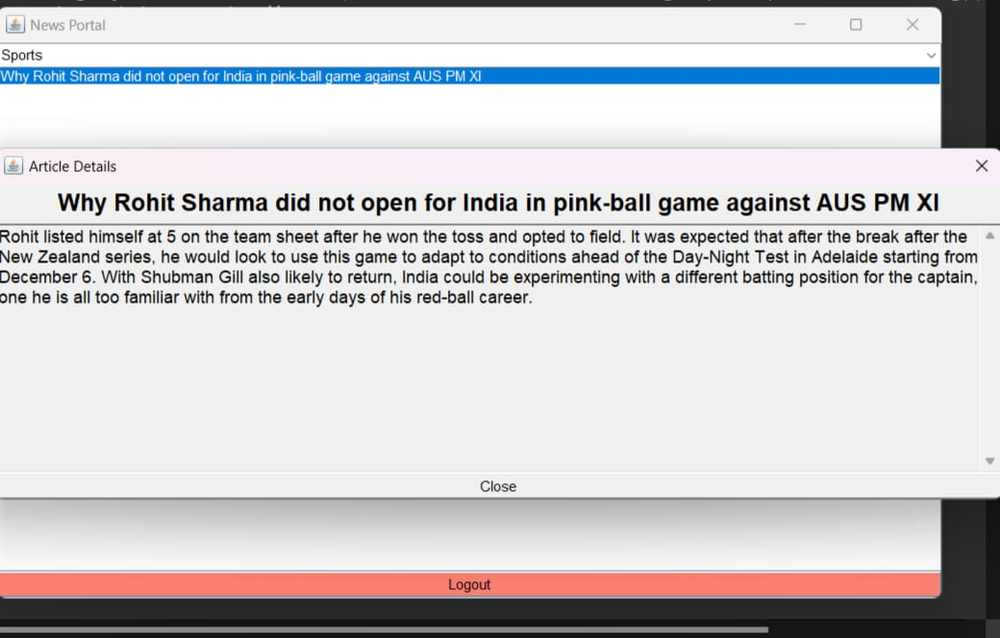 News Portal
Sports
Why Rohit Sharma did not open for India in pink-ball game against AUS PM XI
Article Details
Why Rohit Sharma did not open for India in pink-ball game against AUS PM XI
Rohit listed himself at 5 on the team sheet after he won the toss and opted to field. It was expected that after the break after the
New Zealand series, he would look to use this game to adapt to conditions ahead of the Day-Night Test in Adelaide starting from
December 6. With Shubman Gill also likely to return, India could be experimenting with a different batting position for the captain,
one he is all too familiar with from the early days of his red-ball career.
Close
Logout